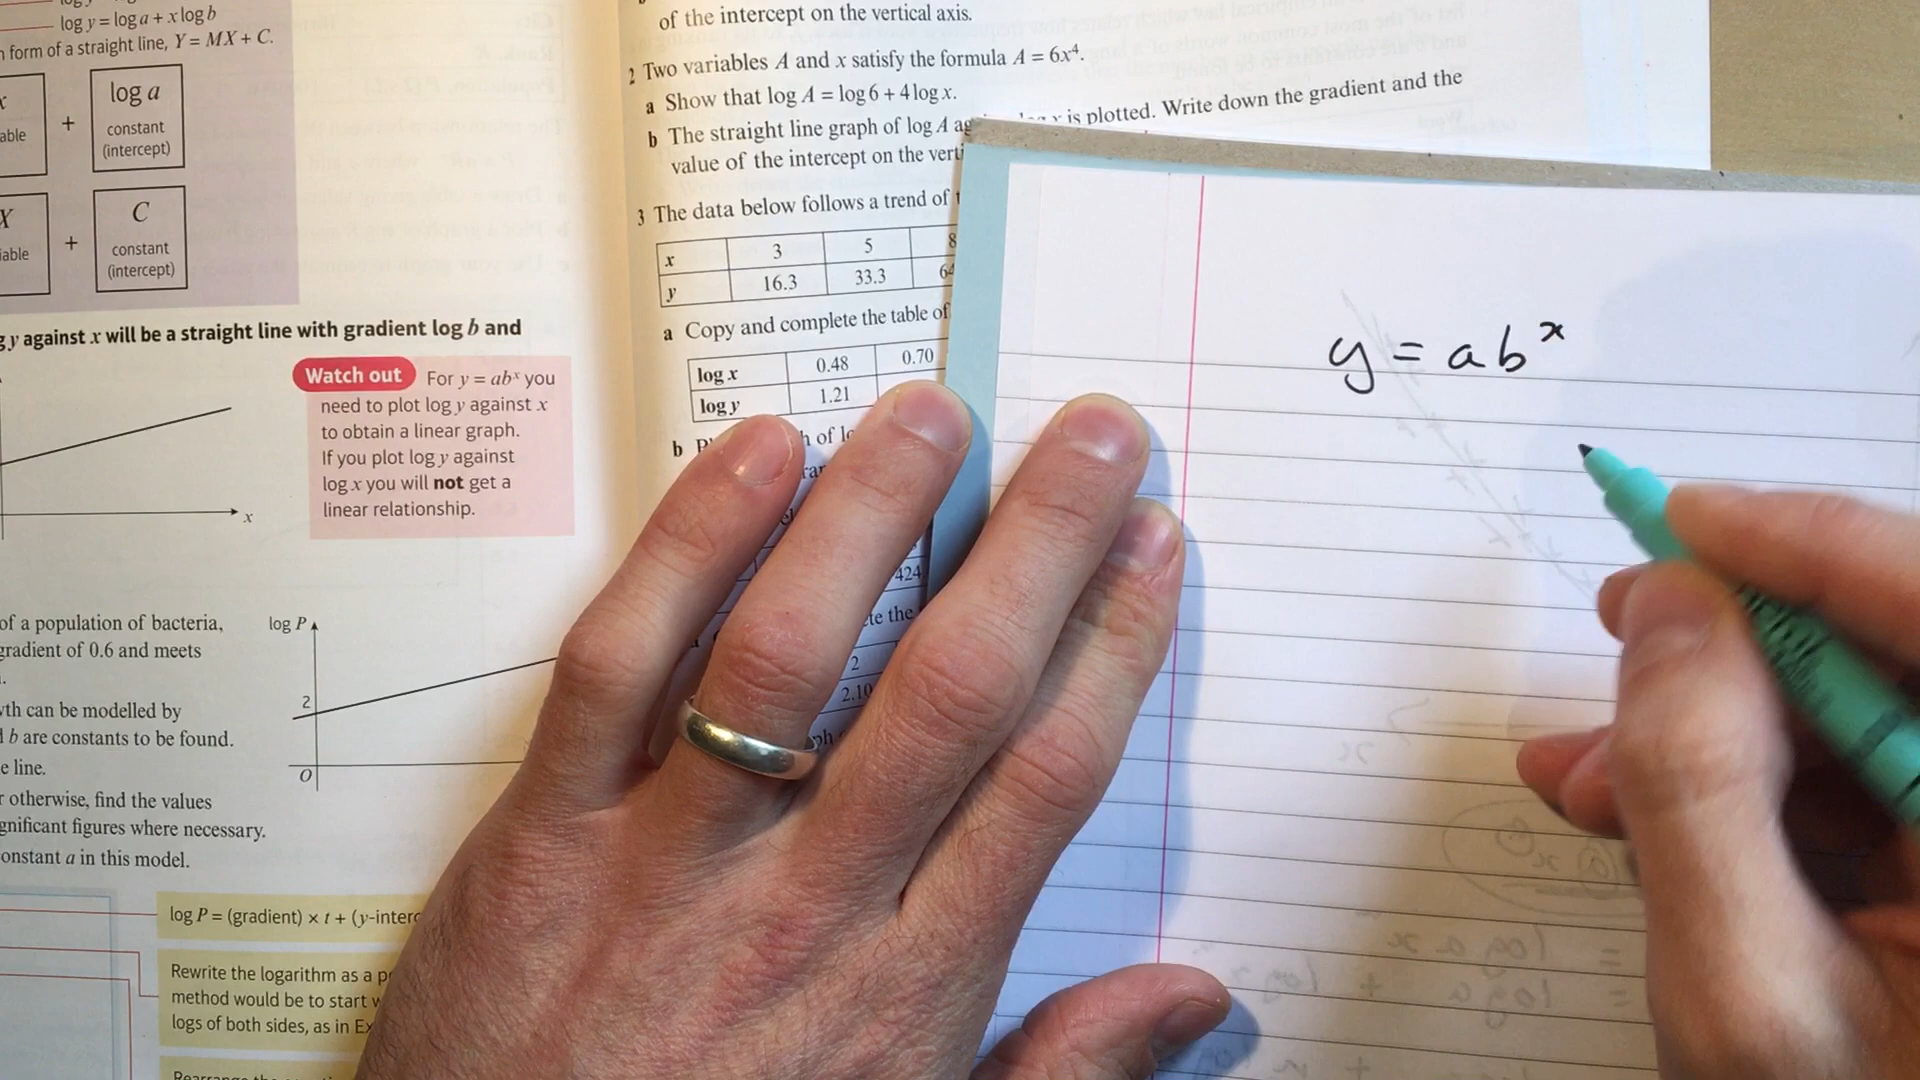 log y = log a + x log b
form of a straight line, Y = MX + C.
able
+
log a
constant
(intercept)
X
iable
+
C
constant
(intercept)
y against x will be a straight line with gradient log b and
Watch out For y = abˣ you
need to plot log y against x
to obtain a linear graph.
If you plot log y against
log x you will not get a
linear relationship.
x
of a population of bacteria,
gradient of 0.6 and meets
can be modelled by
b are constants to be found.
e line.
otherwise, find the values
gnificant figures where necessary.
onstant a in this model.
log P
2
O
log P = (gradient) × t + (y-interc
Rewrite the logarithm as a
method would be to start
logs of both sides, as in Ex
of the intercept on the vertical axis.
2 Two variables A and x satisfy the formula A = 6x⁴.
a Show that log A = log 6 + 4 log x.
b The straight line graph of log A ag is plotted. Write down the gradient and the
value of the intercept on the verti
3 The data below follows a trend of
x 3 5 8
y 16.3 33.3 64
a Copy and complete the table of
log x 0.48 0.70
log y 1.21
b h of lo
424
te the
2
2.10
y = abˣ